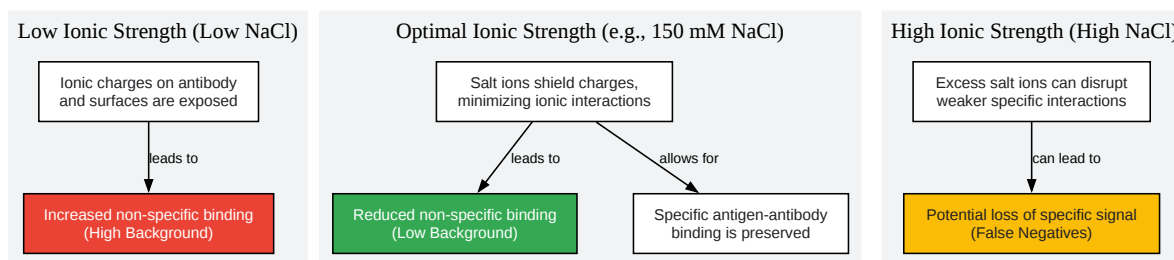 Low Ionic Strength (Low NaCl)
Ionic charges on antibody
and surfaces are exposed
leads to
Increased non-specific binding
(High Background)
Optimal Ionic Strength (e.g., 150 mM NaCl)
Salt ions shield charges,
minimizing ionic interactions
leads to
allows for
Reduced non-specific binding
(Low Background)
Specific antigen-antibody
binding is preserved
High Ionic Strength (High NaCl)
Excess salt ions can disrupt
weaker specific interactions
can lead to
Potential loss of specific signal
(False Negatives)